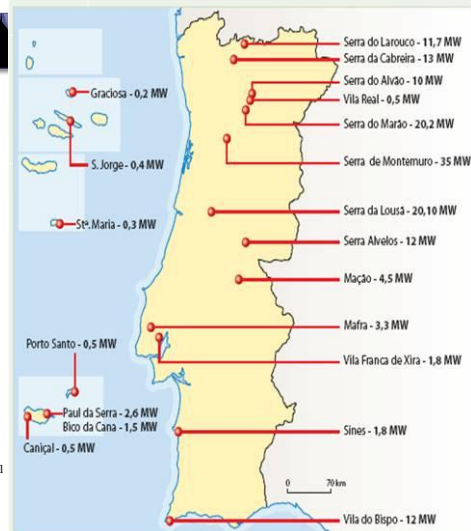 Serra do Larouco - 11,7 MW
Serra da Cabreira - 13 MW
Serra do Alvão - 10 MW
Vila Real - 0,5 MW
Serra do Marão - 20,2 MW
Serra de Montemuro - 35 MW
Serra da Lousã - 20,10 MW
Serra Alvelos - 12 MW
Mação - 4,5 MW
Mafra - 3,3 MW
Vila Franca de Xira - 1,8 MW
Sines - 1,8 MW
0 70 km
Vila do Bispo - 12 MW
Graciosa - 0,2 MW
S. Jorge - 0,4 MW
Stª. Maria - 0,3 MW
Porto Santo - 0,5 MW
Paul da Serra - 2,6 MW
Bico da Cana - 1,5 MW
Caniçal - 0,5 MW